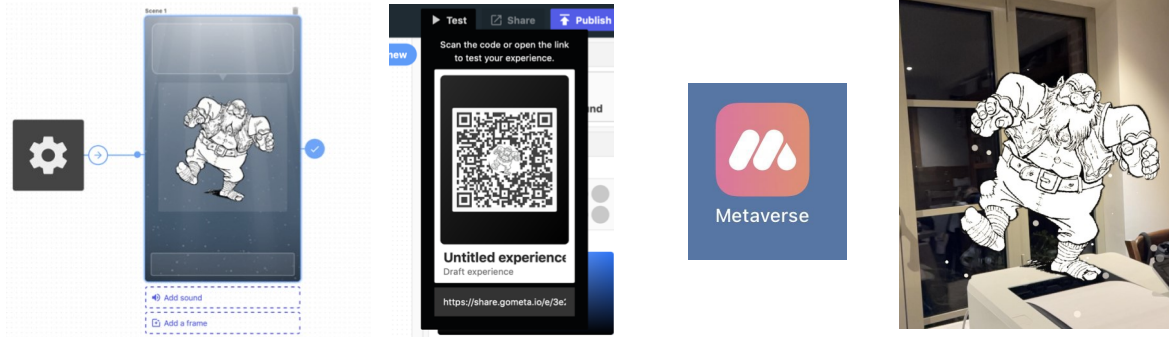 Scene 1
Add sound
Add a frame
Test
Share
Publish
new
Scan the code or open the link
to test your experience.
Untitled experience
Draft experience
https://share.gometa.io/e/3e
Metaverse